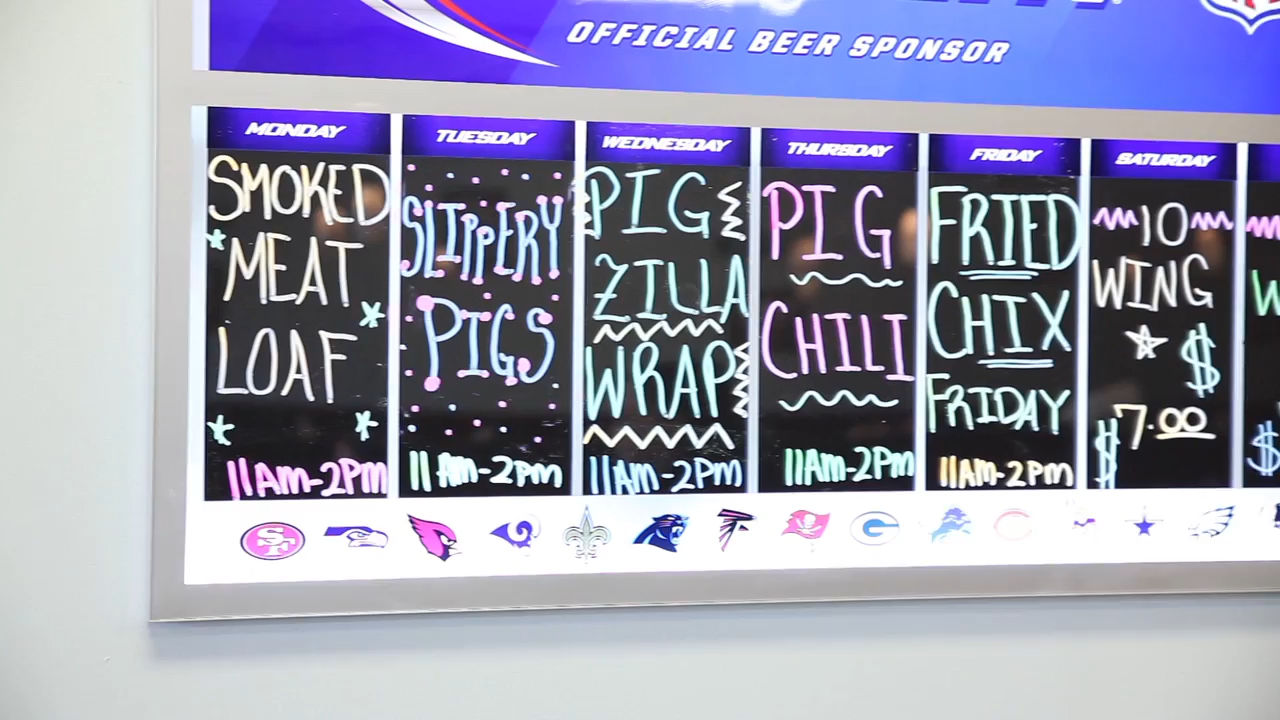 OFFICIAL BEER SPONSOR
MONDAY
SMOKED
MEAT
LOAF
11AM-2PM
TUESDAY
SLIPPERY
PIGS
11AM-2PM
WEDNESDAY
PIG
ZILLA
WRAP
11AM-2PM
THURSDAY
PIG
CHILI
11AM-2PM
FRIDAY
FRIED
CHIX
FRIDAY
11AM-2PM
SATURDAY
10
WING
$
$ 7.00
W
$
SF
G
C